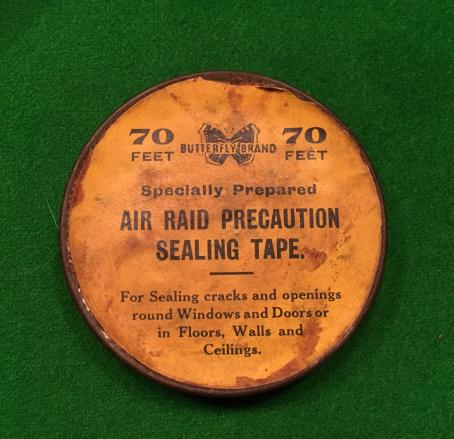 70 FEET
BUTTERFLY BRAND
70 FEET
Specially Prepared
AIR RAID PRECAUTION
SEALING TAPE.
For Sealing cracks and openings
round Windows and Doors or
in Floors, Walls and
Ceilings.